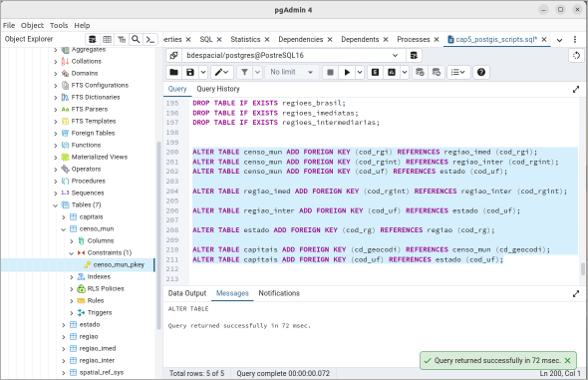 pgAdmin 4
File Object Tools Help
Object Explorer
erties SQL Statistics Dependencies Dependents Processes cap5_postgis_scripts.sql*
bdespacial/postgres@PostreSQL16
No limit
Query Query History
Aggregates
Collations
Domains
FTS Configurations
FTS Dictionaries
FTS Parsers
FTS Templates
Foreign Tables
Functions
Materialized Views
Operators
Procedures
Sequences
Tables (7)
capitais
censo_mun
Columns
Constraints (1)
censo_mun_pkey
Indexes
RLS Policies
Rules
Triggers
estado
regiao
regiao_imed
regiao_inter
spatial_ref_sys
195 DROP TABLE IF EXISTS regioes_brasil;
196 DROP TABLE IF EXISTS regioes_imediatas;
197 DROP TABLE IF EXISTS regioes_intermediarias;
198
199
200 ALTER TABLE censo_mun ADD FOREIGN KEY (cod_rgi) REFERENCES regiao_imed (cod_rgi);
201 ALTER TABLE censo_mun ADD FOREIGN KEY (cod_rgint) REFERENCES regiao_inter (cod_rgint);
202 ALTER TABLE censo_mun ADD FOREIGN KEY (cod_uf) REFERENCES estado (cod_uf);
203
204 ALTER TABLE regiao_imed ADD FOREIGN KEY (cod_rgint) REFERENCES regiao_inter (cod_rgint);
205
206 ALTER TABLE regiao_inter ADD FOREIGN KEY (cod_uf) REFERENCES estado (cod_uf);
207
208 ALTER TABLE estado ADD FOREIGN KEY (cod_rg) REFERENCES regiao (cod_rg);
209
210 ALTER TABLE capitais ADD FOREIGN KEY (cd_geocodi) REFERENCES censo_mun (cd_geocodi);
211 ALTER TABLE capitais ADD FOREIGN KEY (cod_uf) REFERENCES estado (cod_uf);
212
213
Data Output Messages Notifications
ALTER TABLE
Query returned successfully in 72 msec.
Query returned successfully in 72 msec.
Total rows: 5 of 5 Query complete 00:00:00.072 Ln 200, Col 1